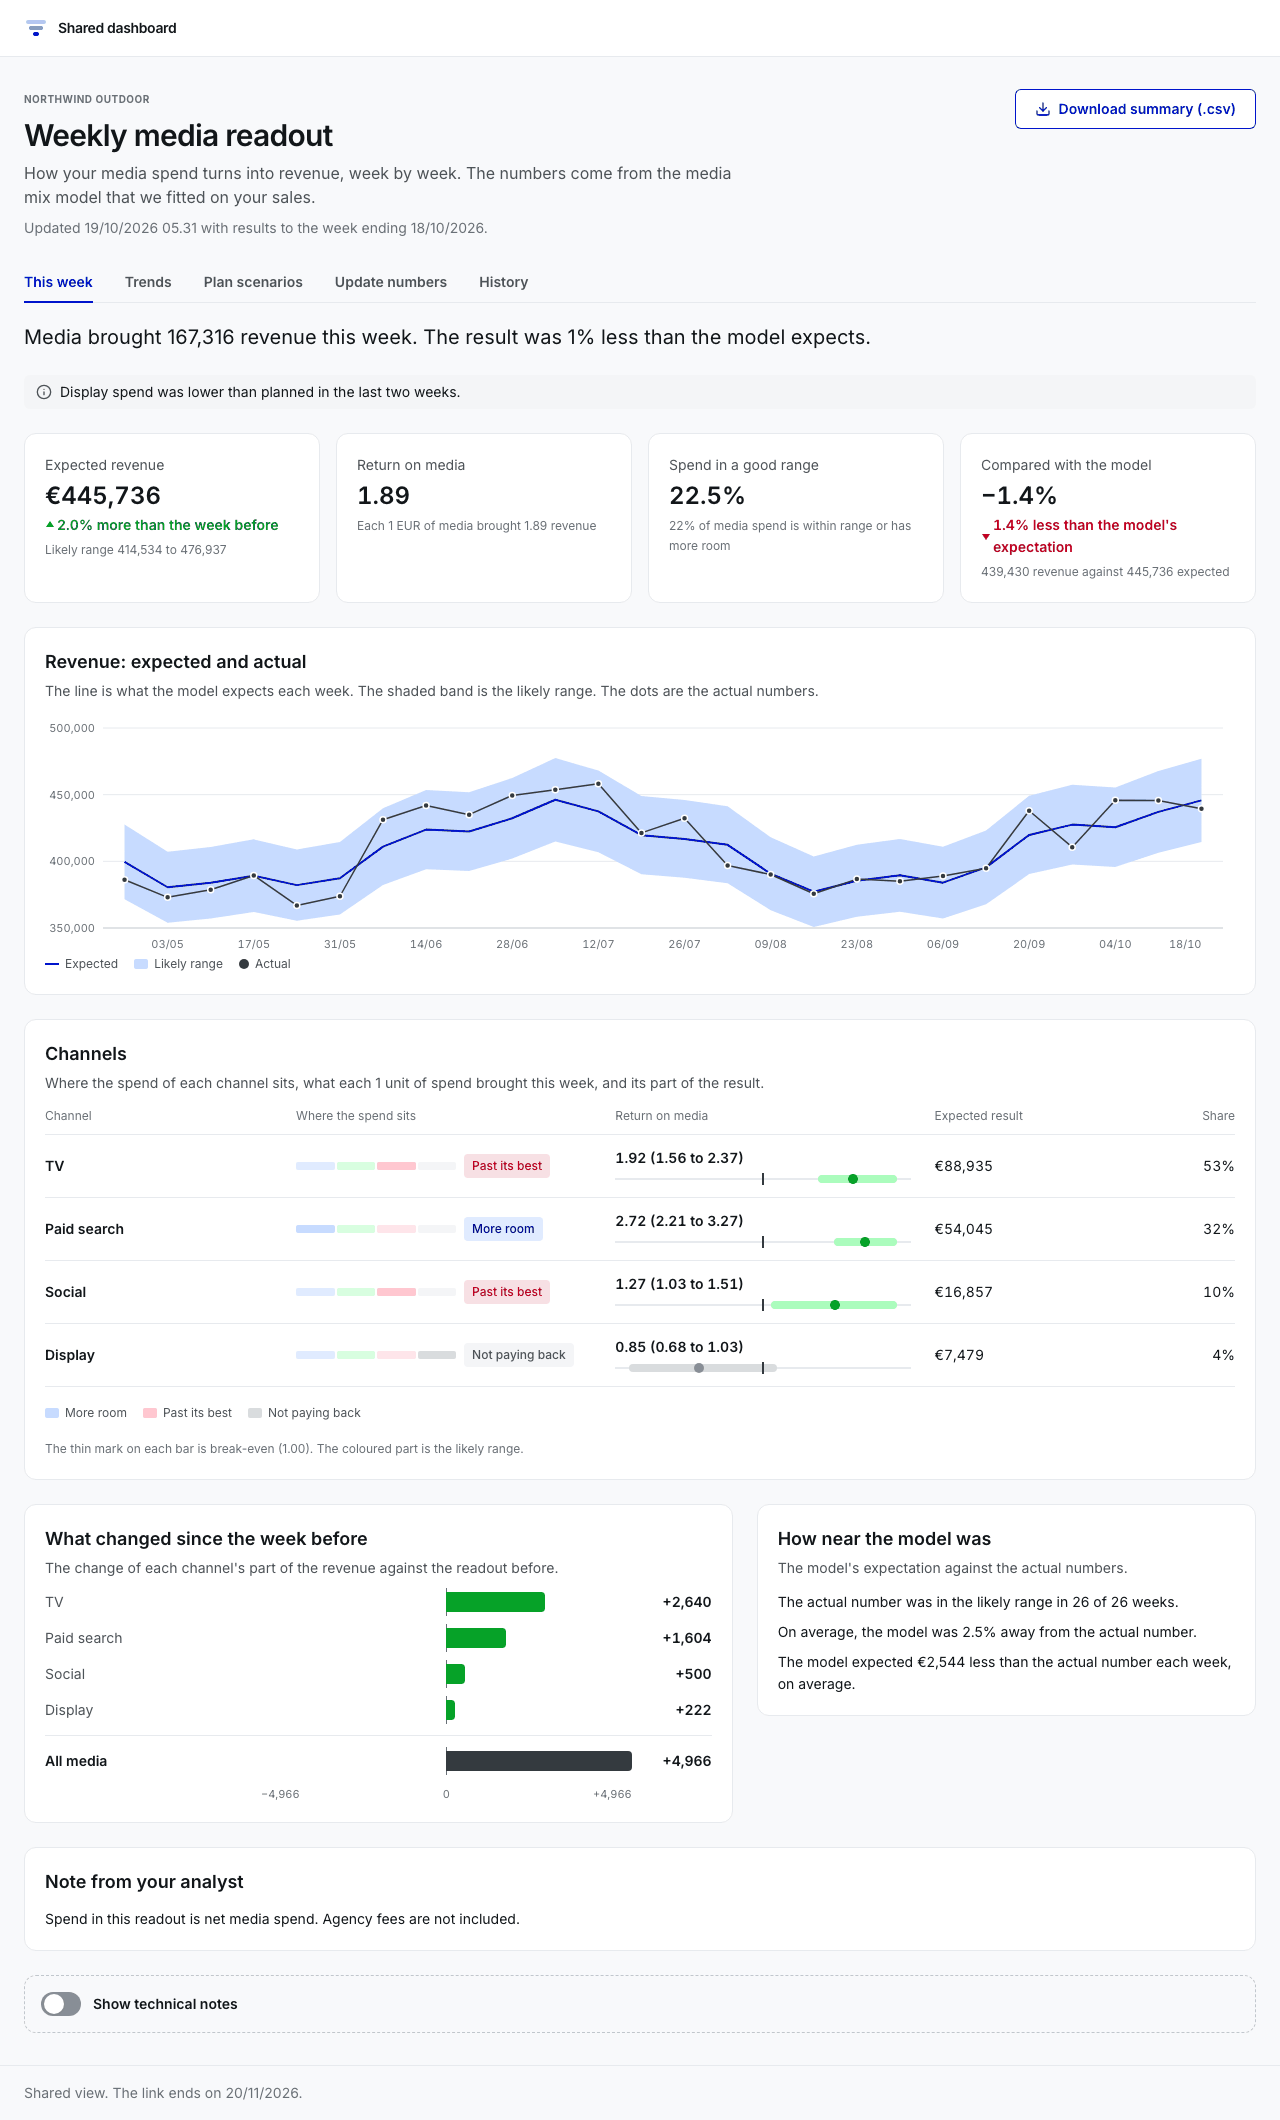 Shared dashboard
NORTHWIND OUTDOOR
Download summary (.csv)
Weekly media readout
How your media spend turns into revenue, week by week. The numbers come from the media
mix model that we fitted on your sales.
Updated 19/10/2026 05.31 with results to the week ending 18/10/2026.
This week Trends Plan scenarios Update numbers History
Media brought 167,316 revenue this week. The result was 1% less than the model expects.
Display spend was lower than planned in the last two weeks.
Expected revenue
€445,736
2.0% more than the week before
Likely range 414,534 to 476,937
Return on media
1.89
Each 1 EUR of media brought 1.89 revenue
Spend in a good range
22.5%
22% of media spend is within range or has
more room
Compared with the model
−1.4%
1.4% less than the model's
expectation
439,430 revenue against 445,736 expected
Revenue: expected and actual
The line is what the model expects each week. The shaded band is the likely range. The dots are the actual numbers.
500,000
450,000
400,000
350,000
03/05 17/05 31/05 14/06 28/06 12/07 26/07 09/08 23/08 06/09 20/09 04/10 18/10
Expected Likely range Actual
Channels
Where the spend of each channel sits, what each 1 unit of spend brought this week, and its part of the result.
Channel Where the spend sits Return on media Expected result Share
TV Past its best 1.92 (1.56 to 2.37) €88,935 53%
Paid search More room 2.72 (2.21 to 3.27) €54,045 32%
Social Past its best 1.27 (1.03 to 1.51) €16,857 10%
Display Not paying back 0.85 (0.68 to 1.03) €7,479 4%
More room Past its best Not paying back
The thin mark on each bar is break-even (1.00). The coloured part is the likely range.
What changed since the week before
The change of each channel's part of the revenue against the readout before.
TV +2,640
Paid search +1,604
Social +500
Display +222
All media +4,966
−4,966 0 +4,966
How near the model was
The model's expectation against the actual numbers.
The actual number was in the likely range in 26 of 26 weeks.
On average, the model was 2.5% away from the actual number.
The model expected €2,544 less than the actual number each week,
on average.
Note from your analyst
Spend in this readout is net media spend. Agency fees are not included.
Show technical notes
Shared view. The link ends on 20/11/2026.